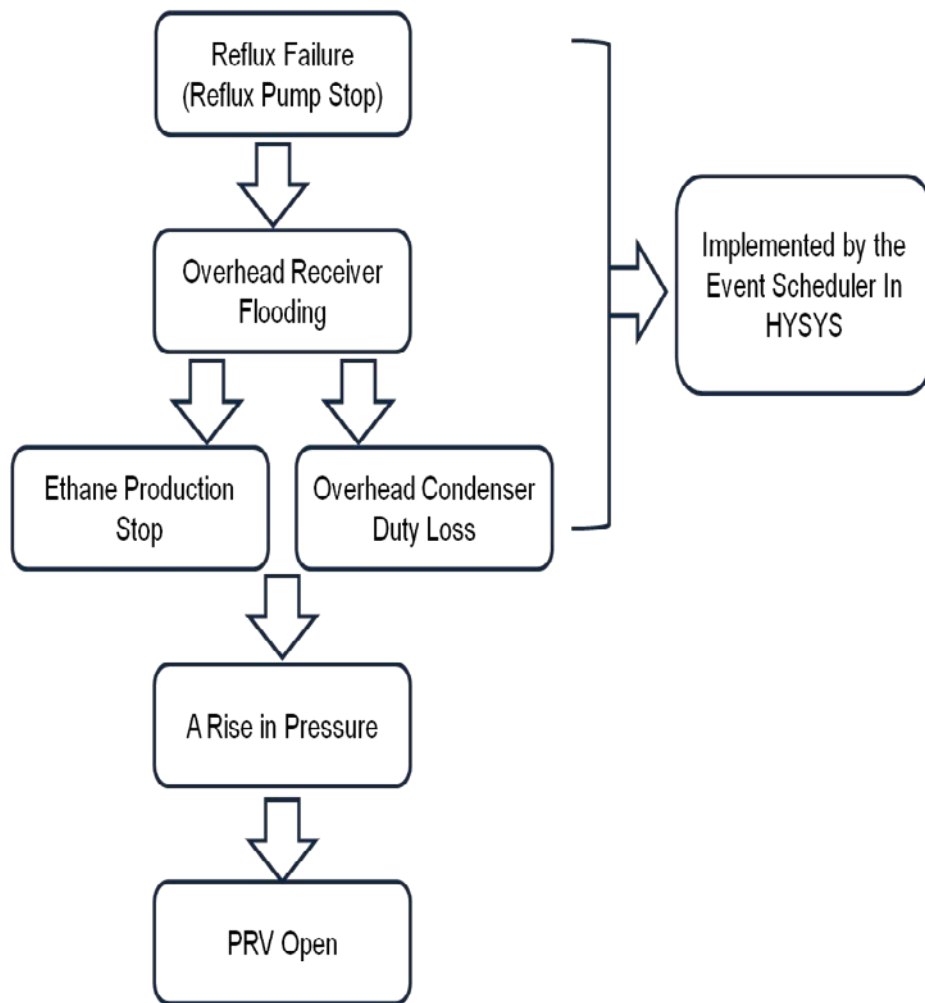 Reflux Failure
(Reflux Pump Stop)
Overhead Receiver
Flooding
Implemented by the
Event Scheduler In
HYSYS
Ethane Production
Stop
Overhead Condenser
Duty Loss
A Rise in Pressure
PRV Open